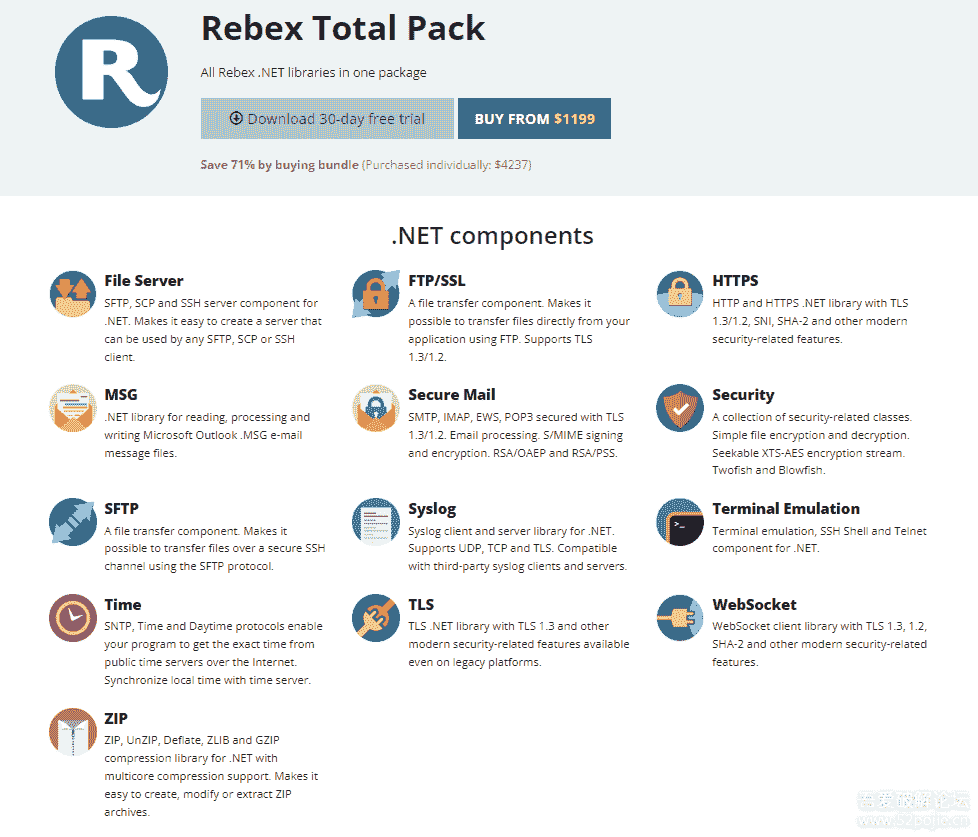 R
Rebex Total Pack
All Rebex .NET libraries in one package
Download 30-day free trial
BUY FROM $1199
Save 71% by buying bundle (Purchased individually: $4237)
.NET components
File Server
SFTP, SCP and SSH server component for
.NET. Makes it easy to create a server that
can be used by any SFTP, SCP or SSH
client.
FTP/SSL
A file transfer component. Makes it
possible to transfer files directly from your
application using FTP. Supports TLS
1.3/1.2.
HTTPS
HTTP and HTTPS .NET library with TLS
1.3/1.2, SNI, SHA-2 and other modern
security-related features.
MSG
.NET library for reading, processing and
writing Microsoft Outlook .MSG e-mail
message files.
Secure Mail
SMTP, IMAP, EWS, POP3 secured with TLS
1.3/1.2. Email processing. S/MIME signing
and encryption. RSA/OAEP and RSA/PSS.
Security
A collection of security-related classes.
Simple file encryption and decryption.
Seekable XTS-AES encryption stream.
Twofish and Blowfish.
SFTP
A file transfer component. Makes it
possible to transfer files over a secure SSH
channel using the SFTP protocol.
Syslog
Syslog client and server library for .NET.
Supports UDP, TCP and TLS. Compatible
with third-party syslog clients and servers.
Terminal Emulation
Terminal emulation, SSH Shell and Telnet
component for .NET.
Time
SNTP, Time and Daytime protocols enable
your program to get the exact time from
public time servers over the Internet.
Synchronize local time with time server.
TLS
TLS .NET library with TLS 1.3 and other
modern security-related features available
even on legacy platforms.
WebSocket
WebSocket client library with TLS 1.3, 1.2,
SHA-2 and other modern security-related
features.
ZIP
ZIP, UnZIP, Deflate, ZLIB and GZIP
compression library for .NET with
multicore compression support. Makes it
easy to create, modify or extract ZIP
archives.
吾爱破解论坛
www.52pojie.cn